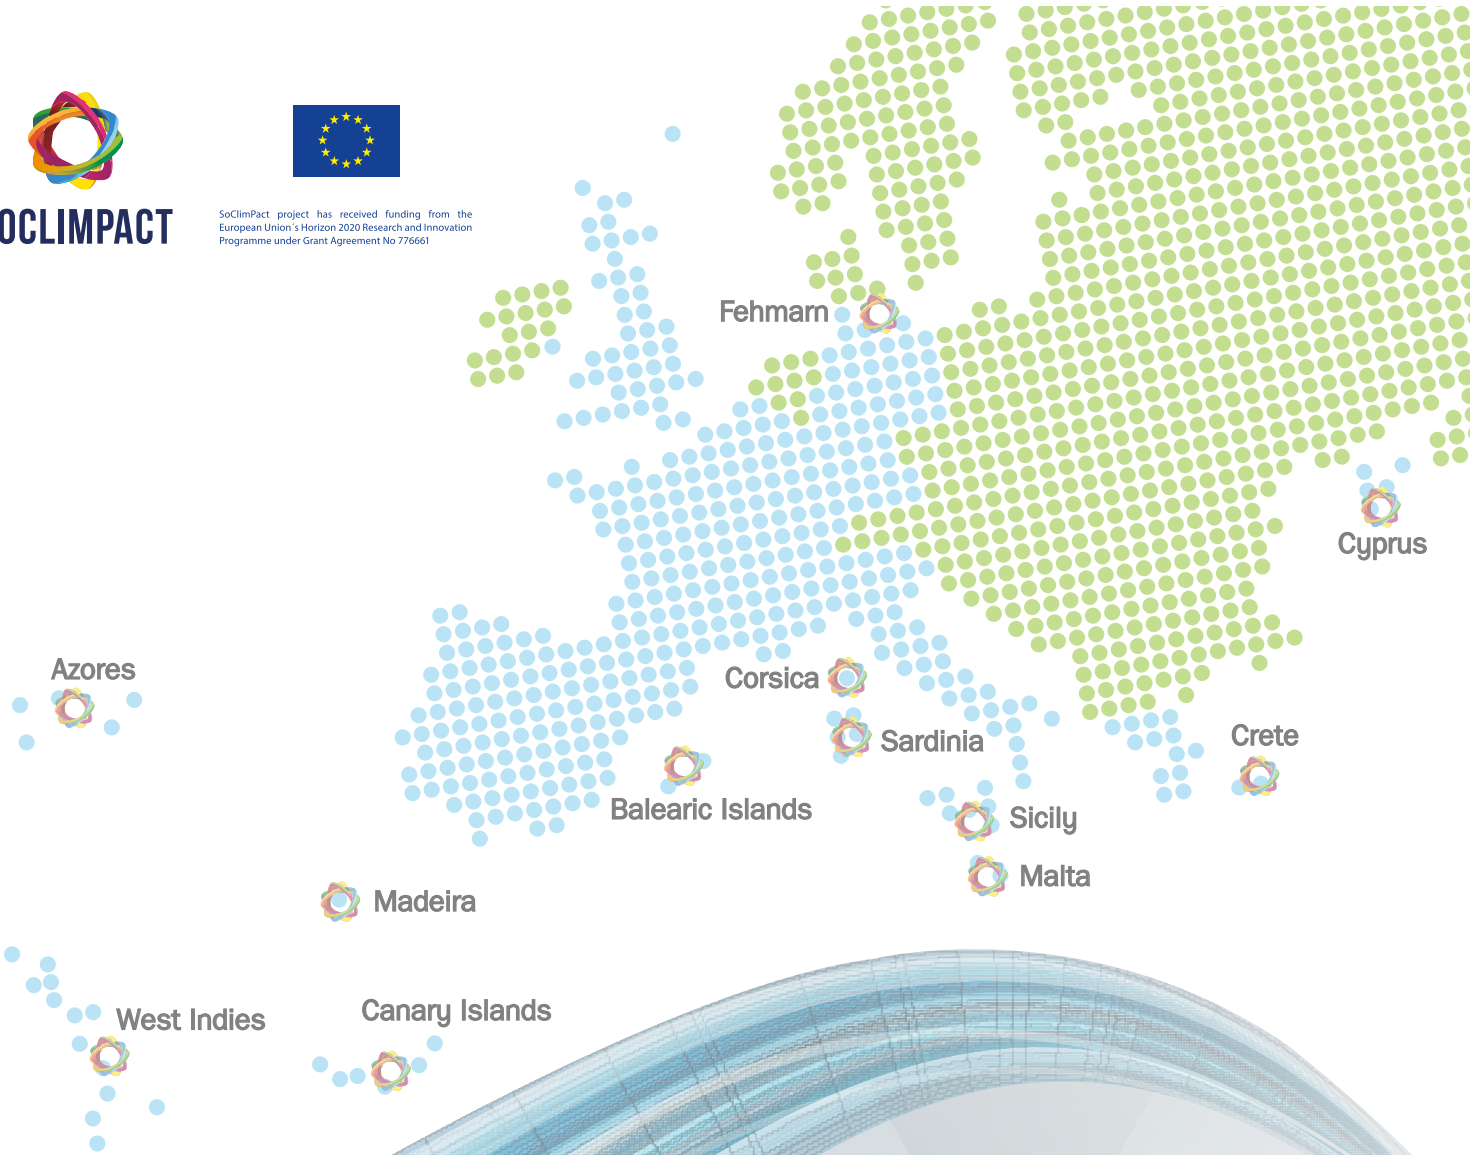 OCLIMPACT
SoClimPact project has received funding from the
European Union´s Horizon 2020 Research and Innovation
Programme under Grant Agreement No 776661
Fehmarn
Cyprus
Azores
Corsica
Sardinia
Crete
Balearic Islands
Sicily
Malta
Madeira
West Indies
Canary Islands